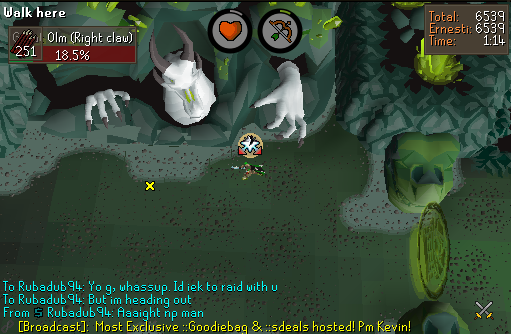 Walk here
Total: 6539
Olm (Right claw)
Ernesti: 6539
251
18.5%
Time: 1:14
To Rubadub94: Yo g, whassup. Id iek to raid with u
To Rubadub94: But im heading out
From S Rubadub94: Aaaight np man
[Broadcast]: Most Exclusive ::Goodiebag & ::sdeals hosted! Pm Kevin!